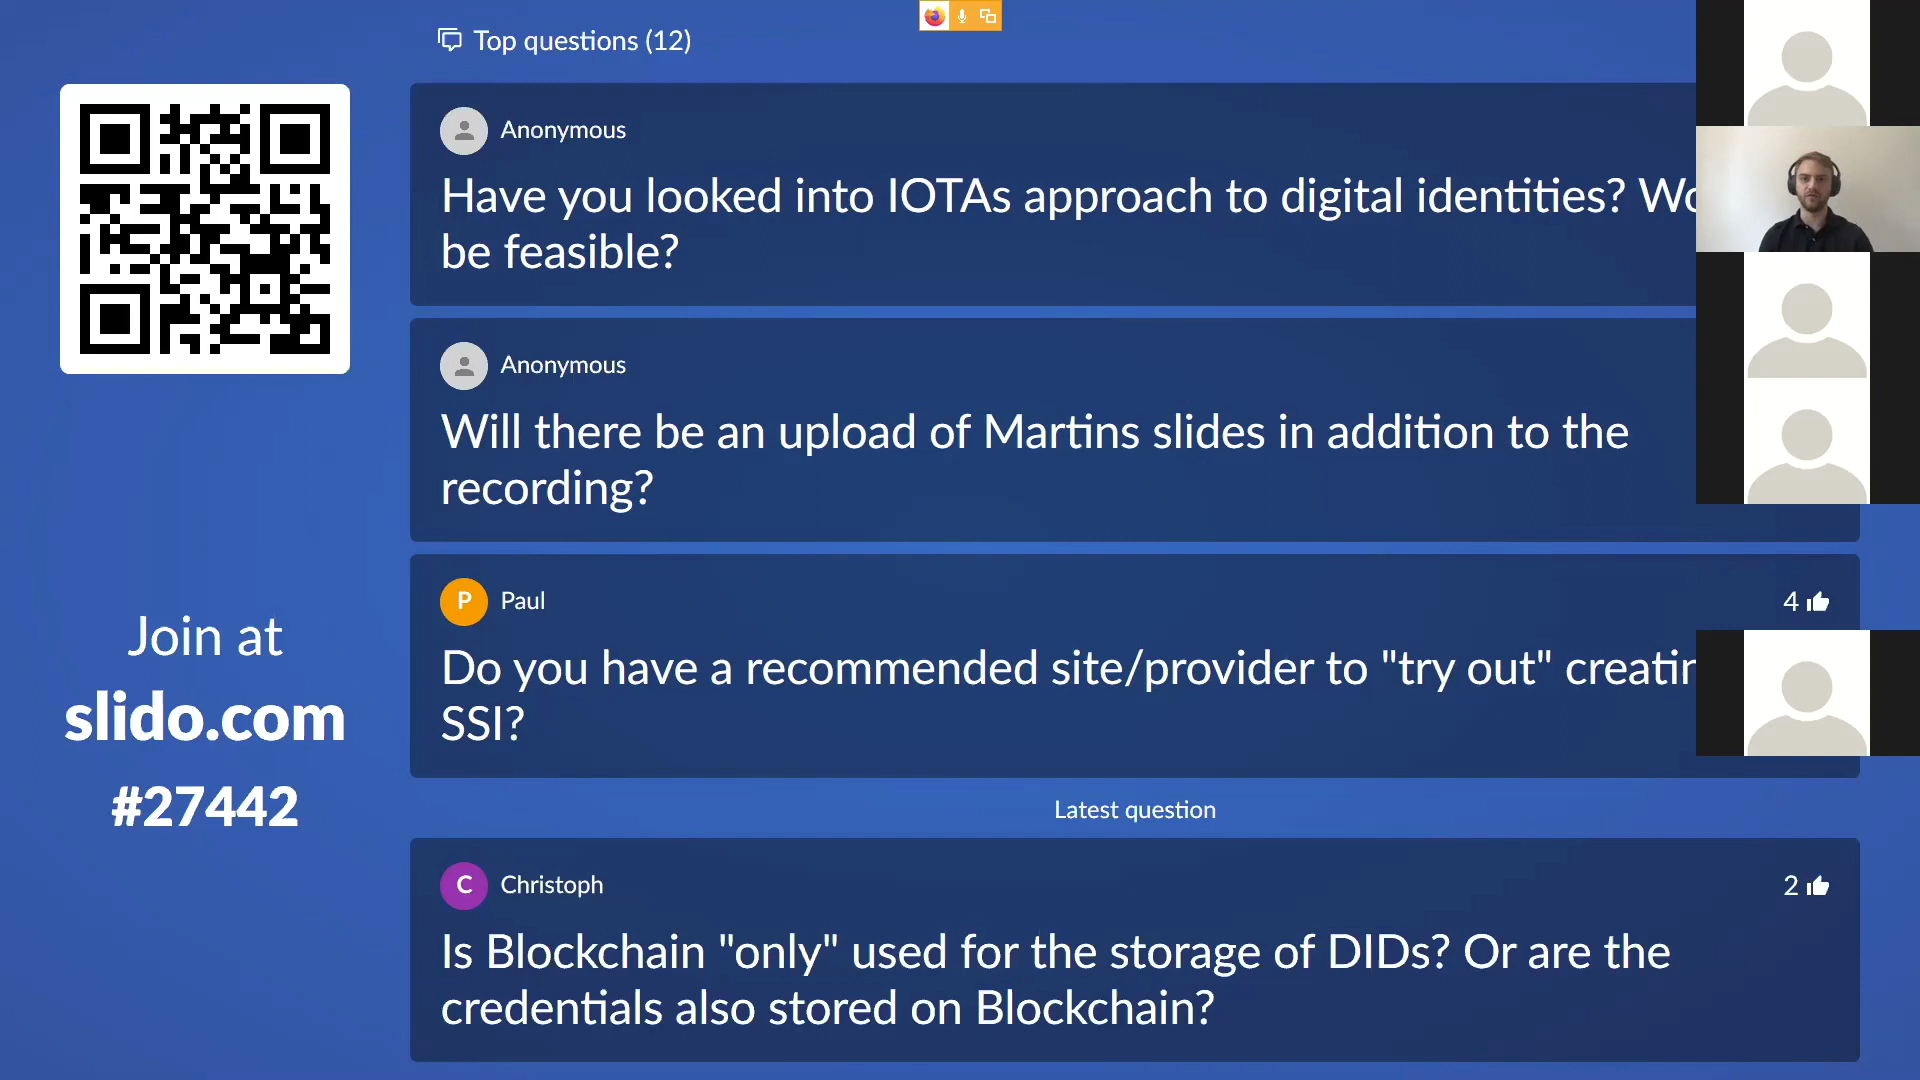 Top questions (12)
Anonymous
Have you looked into IOTAs approach to digital identities?
be feasible?
Anonymous
Will there be an upload of Martins slides in addition to the
recording?
P Paul
4
Do you have a recommended site/provider to "try out"
SSI?
Join at
slido.com
#27442
Latest question
C Christoph
2
Is Blockchain "only" used for the storage of DIDs? Or are the
credentials also stored on Blockchain?